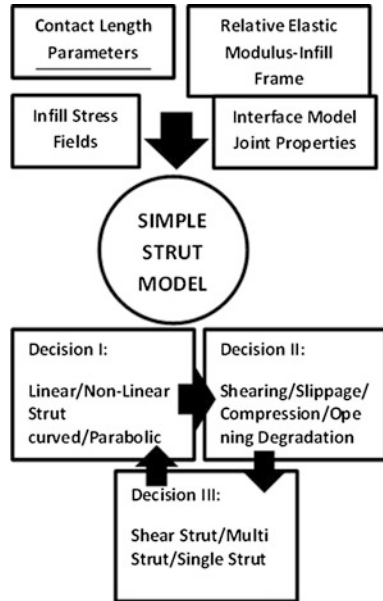 Contact Length
Parameters
Relative Elastic
Modulus-Infill
Frame
Infill Stress
Fields
Interface Model
Joint Properties
SIMPLE
STRUT
MODEL
Decision I:
Linear/Non-Linear
Strut
curved/Parabolic
Decision II:
Shearing/Slippage/
Compression/Ope
ning Degradation
Decision III:
Shear Strut/Multi
Strut/Single Strut